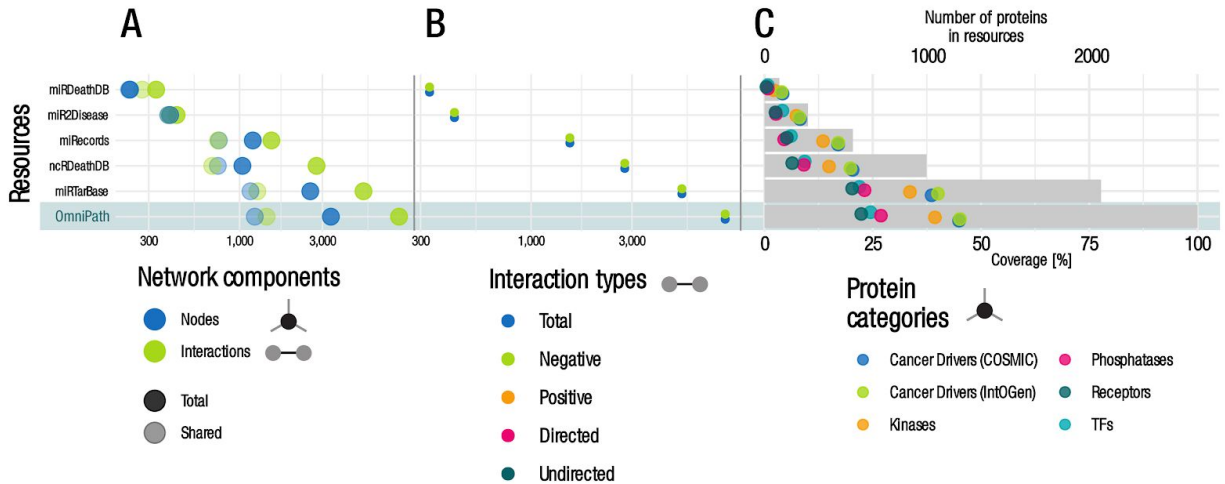 A
B
C
Number of proteins
in resources
0
1000
2000
Resources
miRDeathDB
miR2Disease
miRecords
ncRDeathDB
miRTarBase
OmniPath
300
1,000
3,000
300
1,000
3,000
0
25
50
75
100
Coverage [%]
Network components
Nodes
Interactions
Total
Shared
Interaction types
Total
Negative
Positive
Directed
Undirected
Protein
categories
Cancer Drivers (COSMIC)
Cancer Drivers (IntOGen)
Kinases
Phosphatases
Receptors
TFs